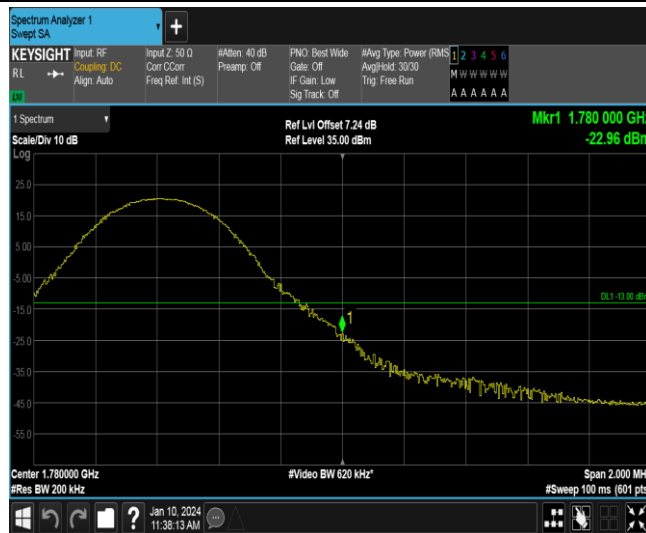 Spectrum Analyzer 1
Swept SA
+
KEYSIGHT
RL
Input: RF
Coupling: DC
Align: Auto
Input Z: 50 Ω
Corr CCorr
Freq Ref: Int (S)
#Atten: 40 dB
Preamp: Off
PNO: Best Wide
Gate: Off
IF Gain: Low
Sig Track: Off
#Avg Type: Power (RMS
Avg|Hold: 30/30
Trig: Free Run
1 2 3 4 5 6
M W W W W W
A A A A A A
1 Spectrum
Scale/Div 10 dB
Log
Ref Lvl Offset 7.24 dB
Ref Level 35.00 dBm
Mkr1 1.780 000 GHz
-22.96 dBm
25.0
15.0
5.00
-5.00
-15.0
-25.0
-35.0
-45.0
-55.0
DL1 -13.00 dBm
1
Center 1.780000 GHz
#Res BW 200 kHz
#Video BW 620 kHz*
Span 2.000 MH
#Sweep 100 ms (601 pts
?
Jan 10, 2024
11:38:13 AM